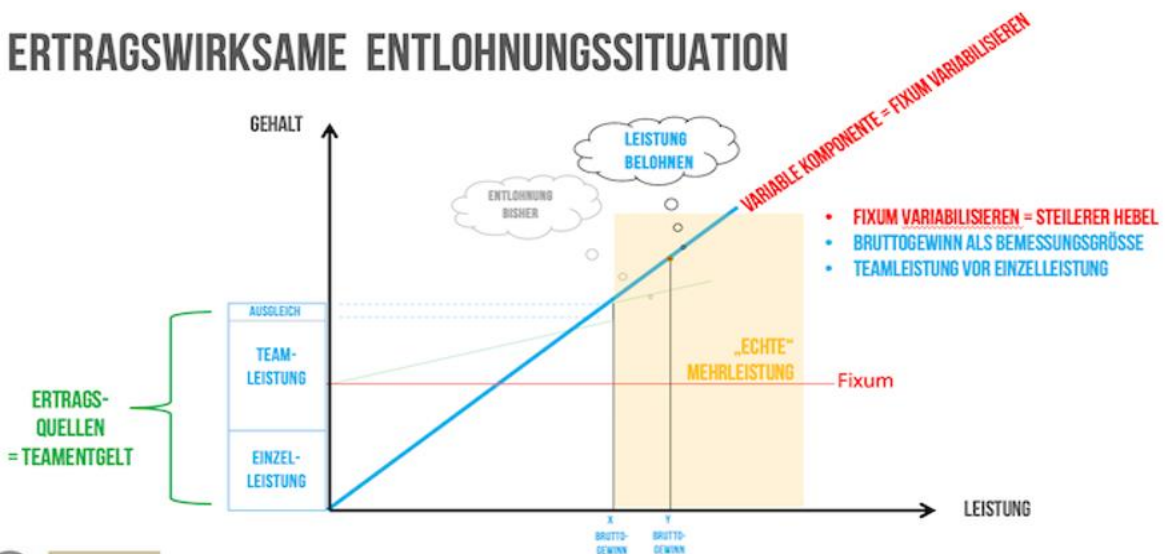 ERTRAGSWIRKSAME ENTLOHNUNGSSITUATION
GEHALT
LEISTUNG
BELOHNEN
ENTLOHNUNG
BISHER
VARIABLE KOMPONENTE = FIXUM VARIABILISIEREN
• FIXUM VARIABILISIEREN = STEILERER HEBEL
• BRUTTOGEWINN ALS BEMESSUNGSGRÖSSE
• TEAMLEISTUNG VOR EINZELLEISTUNG
AUSGLEICH
TEAM-
LEISTUNG
EINZEL-
LEISTUNG
ERTRAGS-
QUELLEN
= TEAMENTGELT
„ECHTE“
MEHRLEISTUNG
Fixum
LEISTUNG
X
BRUTTO-
GEWINN
Y
BRUTTO-
GEWINN